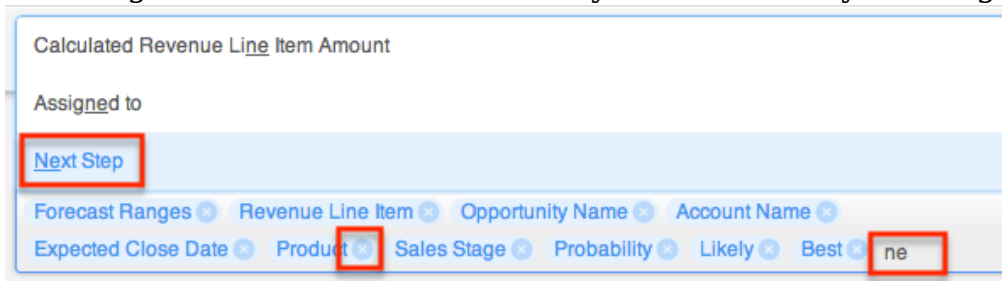 Calculated Revenue Line Item Amount
Assigned to
Next Step
Forecast Ranges Revenue Line Item Opportunity Name Account Name
Expected Close Date Product Sales Stage Probability Likely Best ne